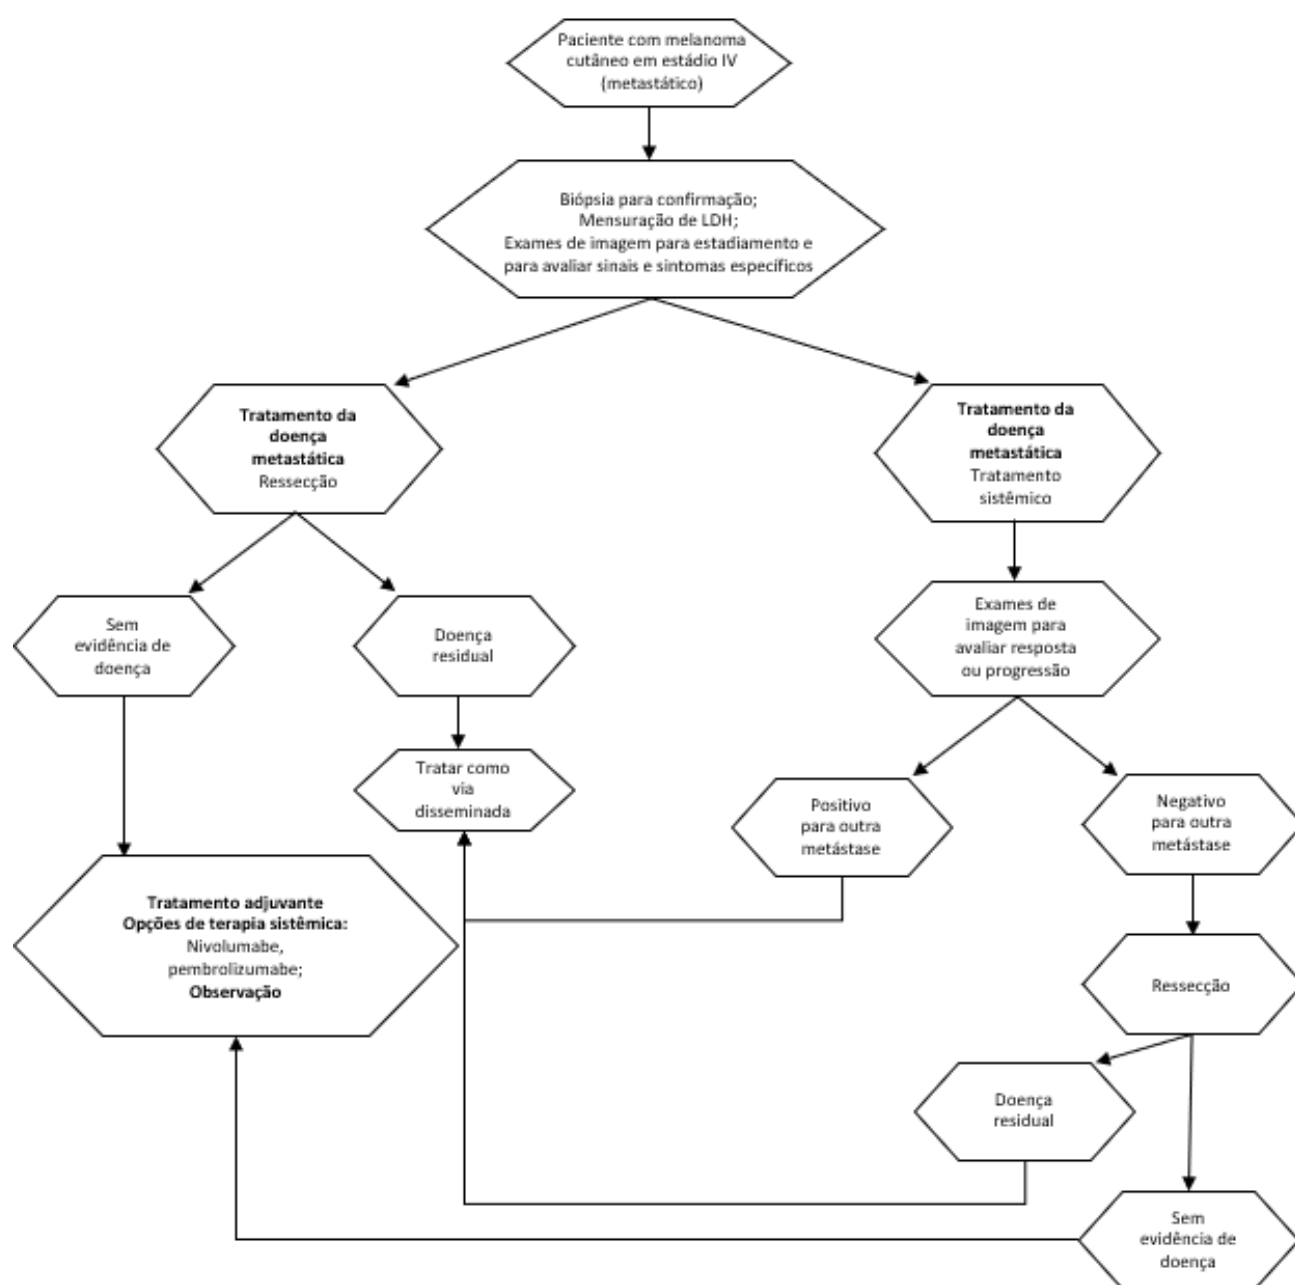 Paciente com melanoma
cutâneo em estádio IV
(metastático)
Biópsia para confirmação;
Mensuração de LDH;
Exames de imagem para estadiamento e
para avaliar sinais e sintomas específicos
Tratamento da
doença
metastática
Ressecção
Tratamento da
doença
metastática
Tratamento
sistêmico
Sem
evidência de
doença
Doença
residual
Exames de
imagem para
avaliar resposta
ou progressão
Tratar como
via
disseminada
Positivo
para outra
metástase
Negativo
para outra
metástase
Tratamento adjuvante
Opções de terapia sistêmica:
Nivolumabe,
pembrolizumabe;
Observação
Ressecção
Doença
residual
Sem
evidência de
doença